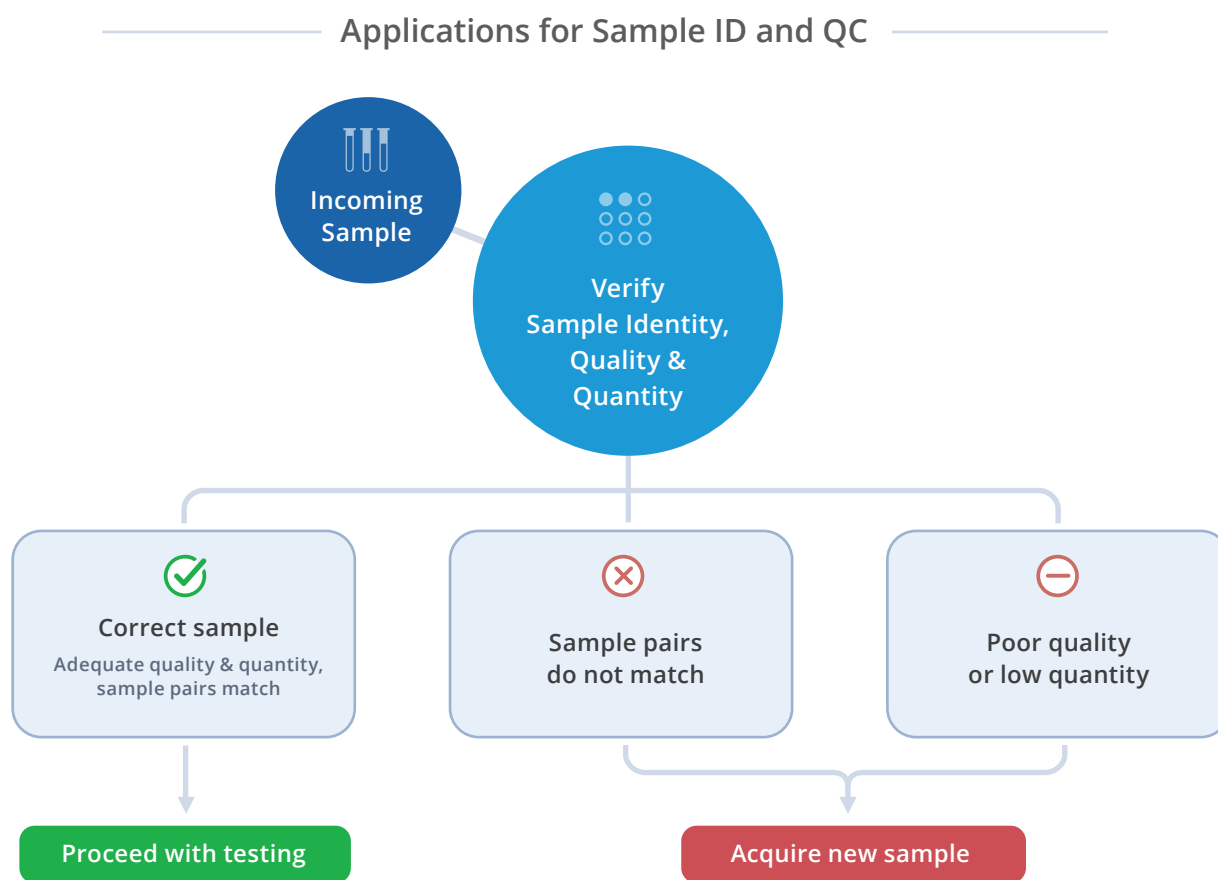 Applications for Sample ID and QC
Incoming
Sample
Verify
Sample Identity,
Quality &
Quantity
Correct sample
Adequate quality & quantity,
sample pairs match
Sample pairs
do not match
Poor quality
or low quantity
Proceed with testing
Acquire new sample